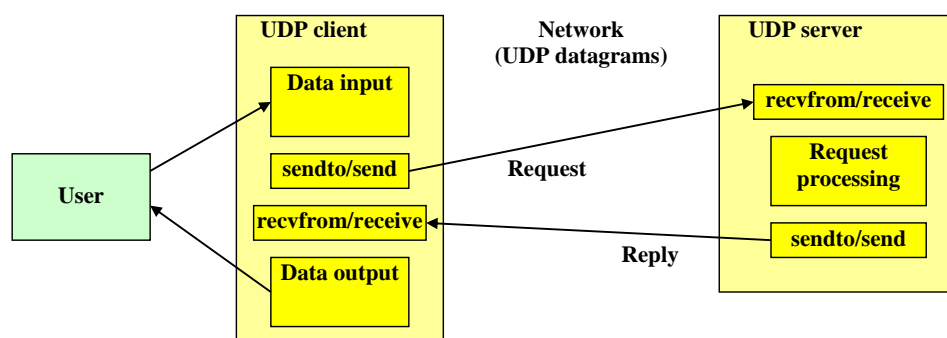 UDP client
Network
(UDP datagrams)
UDP server
Data input
recvfrom/receive
sendto/send
Request
Request
processing
User
recvfrom/receive
Reply
sendto/send
Data output